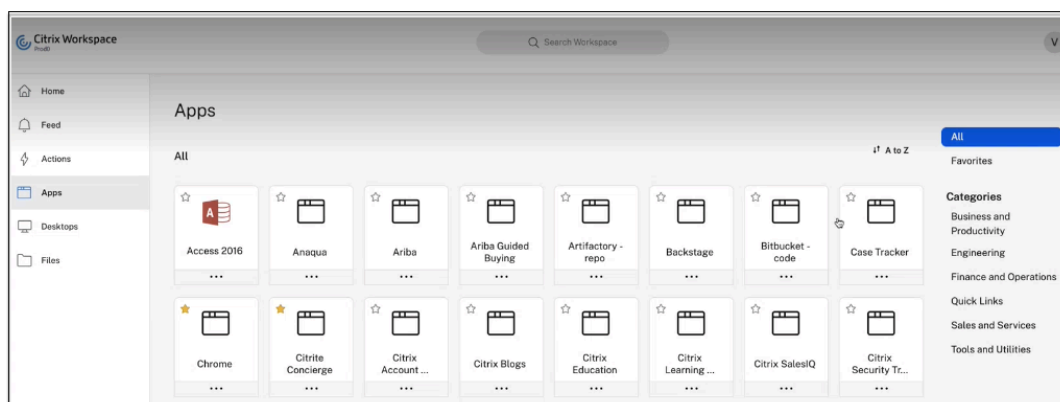 Citrix Workspace
Search Workspace
V
Home
Feed
Actions
Apps
Desktops
Files
Apps
All
A to Z
Access 2016
Anaqua
Ariba
Ariba Guided
Buying
Artifactory -
repo
Backstage
Bitbucket -
code
Case Tracker
Chrome
Citrite
Concierge
Citrix
Account ...
Citrix Blogs
Citrix
Education
Citrix
Learning ...
Citrix SalesIQ
Citrix
Security Tr...
All
Favorites
Categories
Business and
Productivity
Engineering
Finance and Operations
Quick Links
Sales and Services
Tools and Utilities